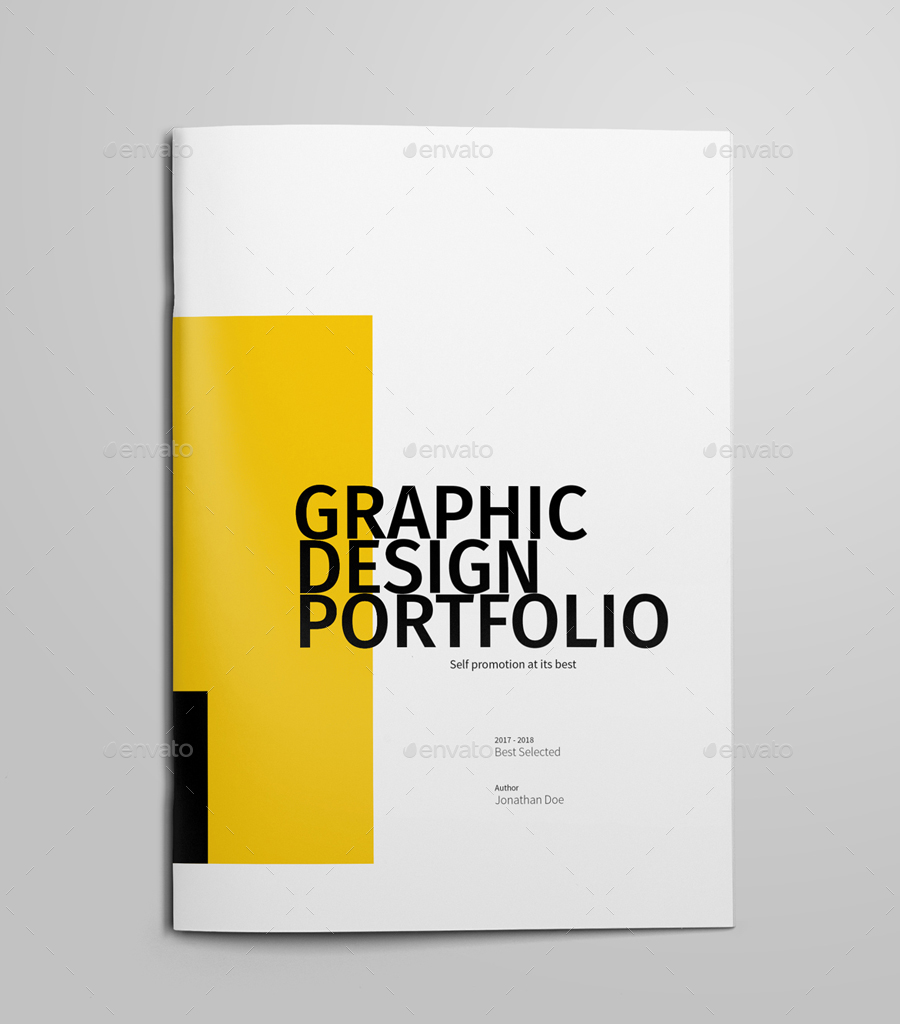 envato envato envato
envato envato envato
GRAPHIC
DESIGN
PORTFOLIO
Self promotion at its best
2017 - 2018
Best Selected
envato envato envato
Author
Jonathan Doe